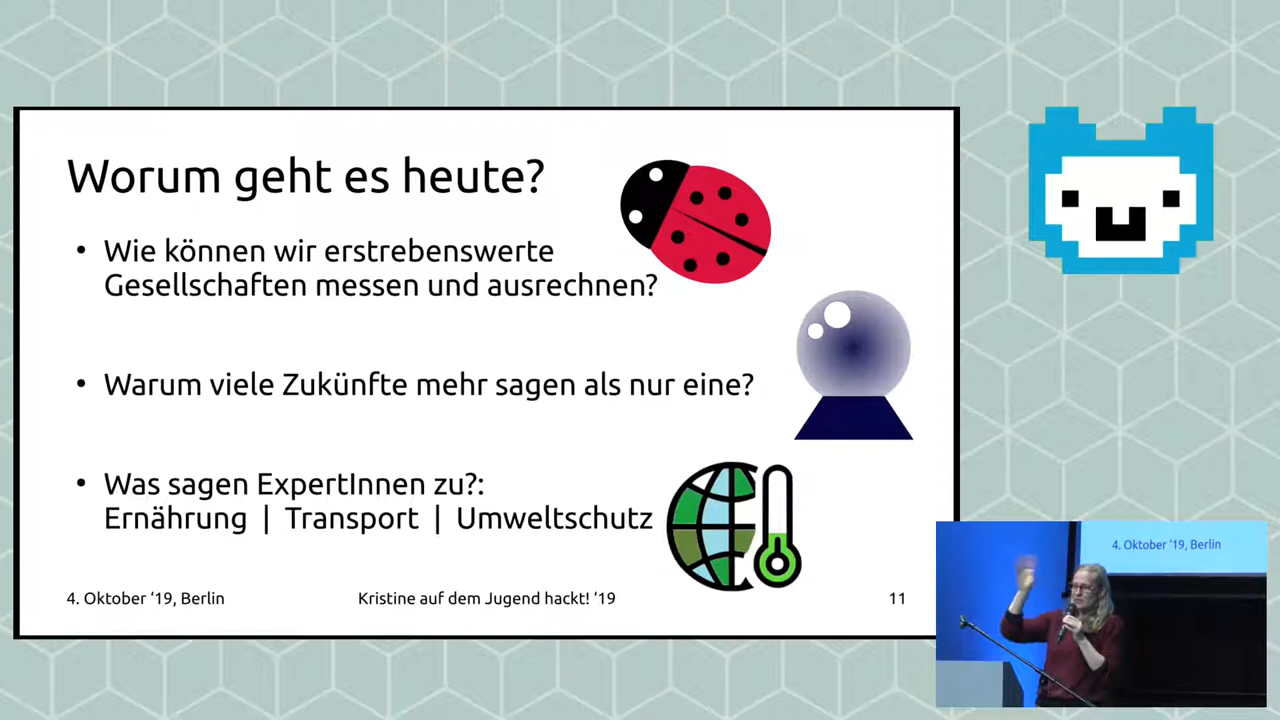 Worum geht es heute?
• Wie können wir erstrebenswerte
Gesellschaften messen und ausrechnen?
• Warum viele Zukünfte mehr sagen als nur eine?
• Was sagen ExpertInnen zu?:
Ernährung | Transport | Umweltschutz
4. Oktober ‘19, Berlin
Kristine auf dem Jugend hackt! ‘19
11
4. Oktober ‘19, Berlin